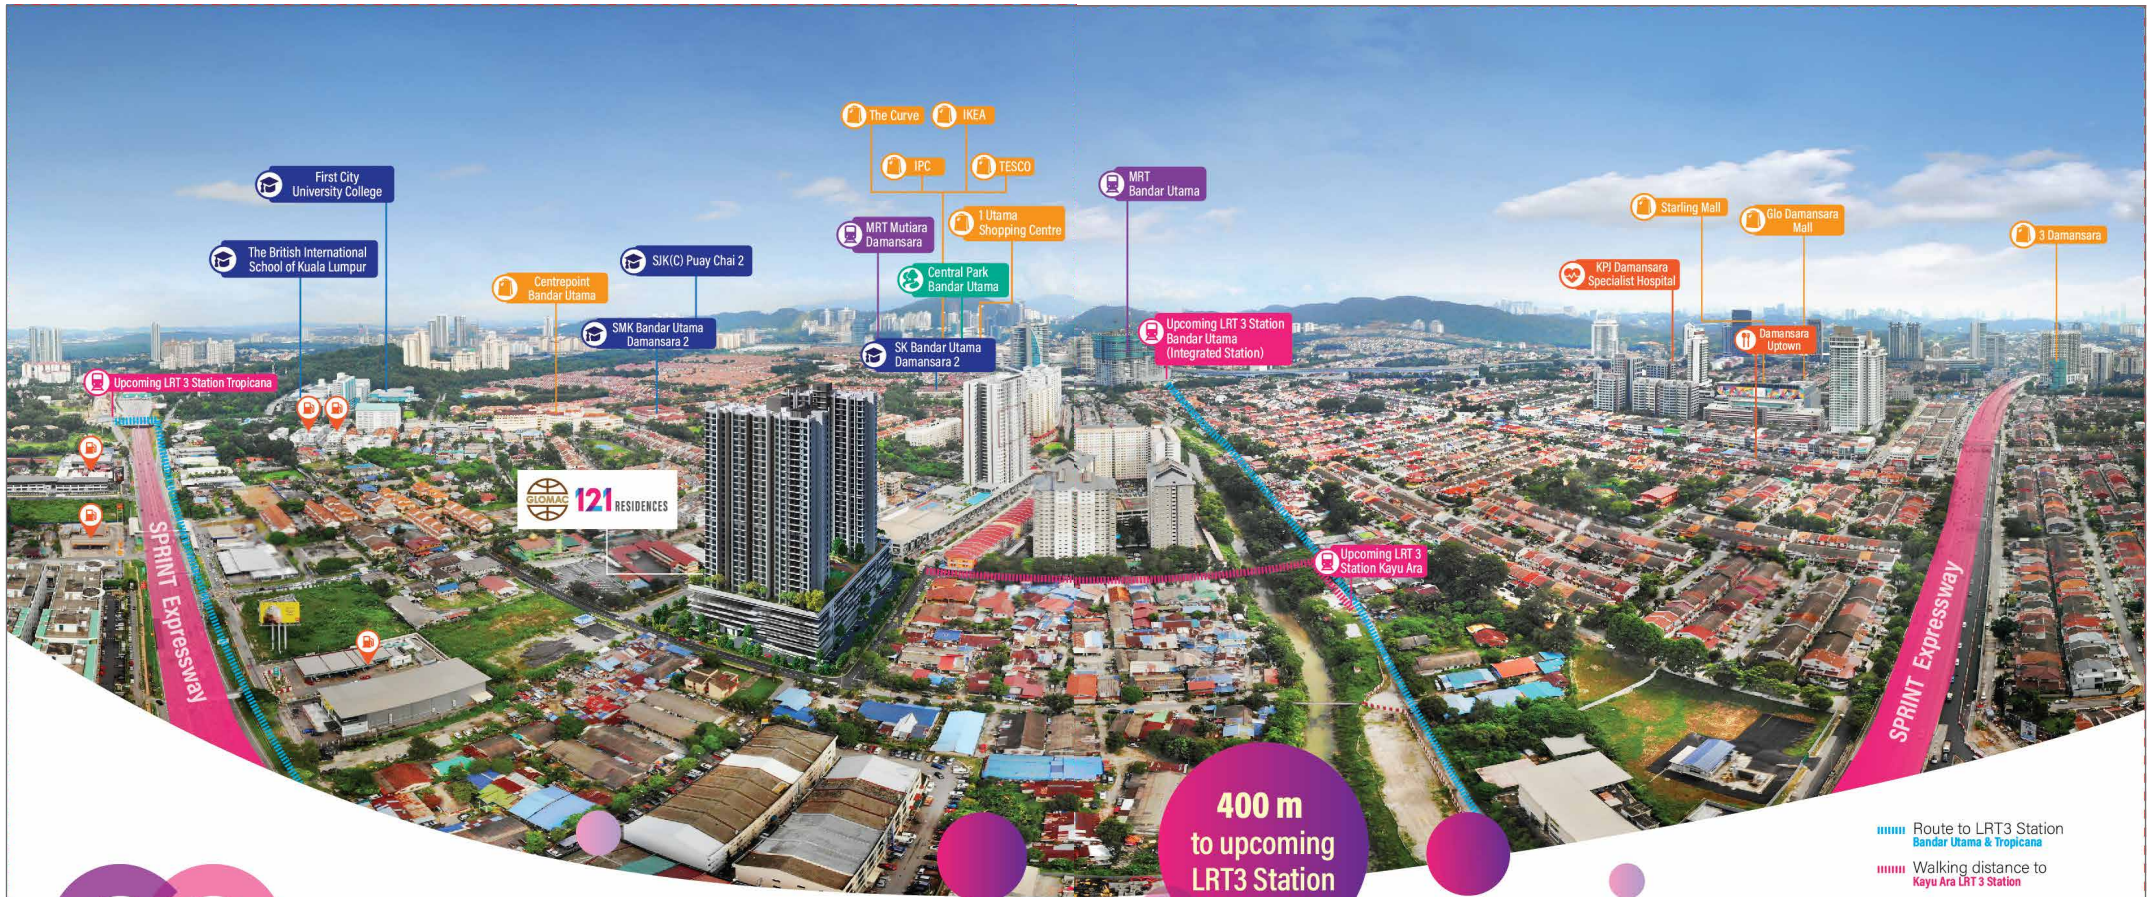 The Curve
IKEA
IPC
TESCO
First City
University College
MRT
Bandar Utama
The British International
School of Kuala Lumpur
SJK(C) Puay Chai 2
MRT Mutiara
Damansara
1 Utama
Shopping Centre
Starling Mall
Glo Damansara
Mall
3 Damansara
Centrepoint
Bandar Utama
Central Park
Bandar Utama
KPJ Damansara
Specialist Hospital
SMK Bandar Utama
Damansara 2
SK Bandar Utama
Damansara 2
Upcoming LRT 3 Station
Bandar Utama
(Integrated Station)
Damansara
Uptown
Upcoming LRT 3 Station Tropicana
GLOMAC
121 RESIDENCES
SPRINT Expressway
Upcoming LRT 3
Station Kayu Ara
SPRINT Expressway
400 m
to upcoming
LRT3 Station
Route to LRT3 Station
Bandar Utama & Tropicana
Walking distance to
Kayu Ara LRT 3 Station